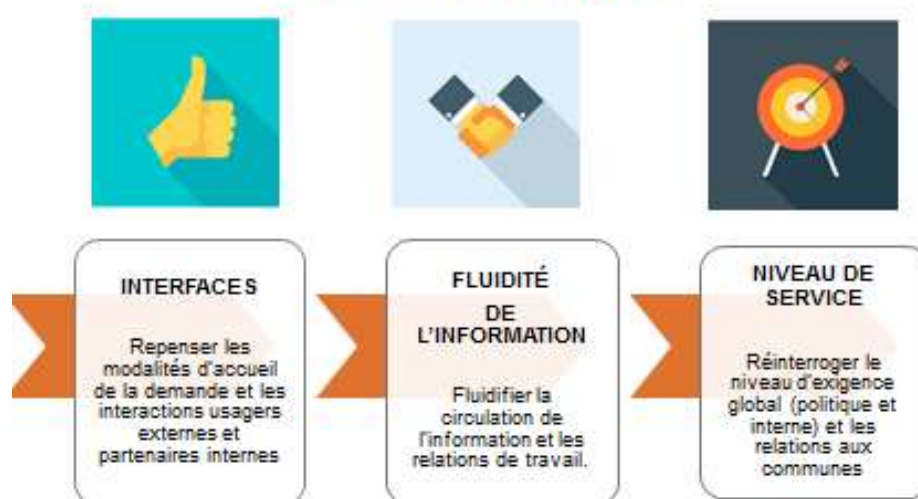 INTERFACES
Repenser les
modalités d'accueil
de la demande et les
interactions usagers
externes et
partenaires internes
FLUIDITÉ
DE
L'INFORMATION
Fluidifier la
circulation de
l'information et les
relations de travail.
NIVEAU DE
SERVICE
Réinterroger le
niveau d'exigence
global (politique et
interne) et les
relations aux
communes